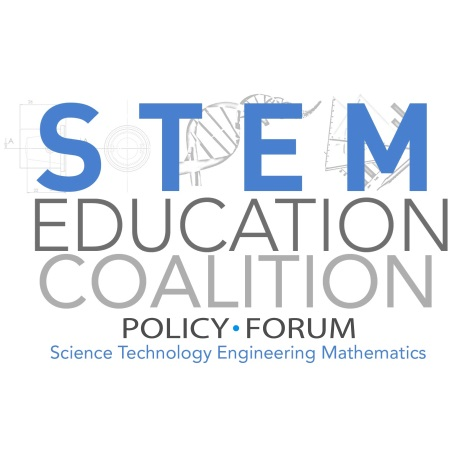 STEM
EDUCATION
COALITION
POLICY • FORUM
Science Technology Engineering Mathematics